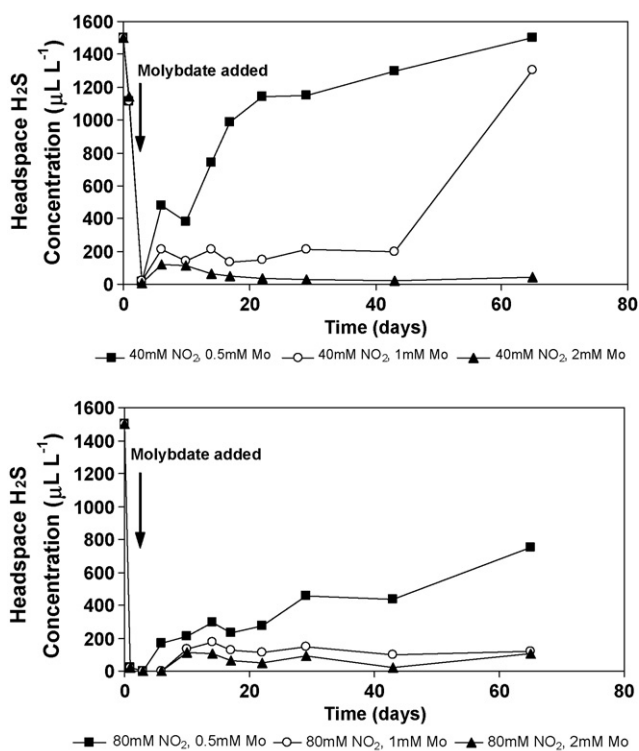 Headspace H₂S
Concentration (µL L⁻¹)
1600
1400
1200
1000
800
600
400
200
0
Molybdate added
0 20 40 60 80
Time (days)
40mM NO₂, 0.5mM Mo 40mM NO₂, 1mM Mo 40mM NO₂, 2mM Mo
Headspace H₂S
Concentration (µL L⁻¹)
1600
1400
1200
1000
800
600
400
200
0
Molybdate added
0 20 40 60 80
Time (days)
80mM NO₂, 0.5mM Mo 80mM NO₂, 1mM Mo 80mM NO₂, 2mM Mo